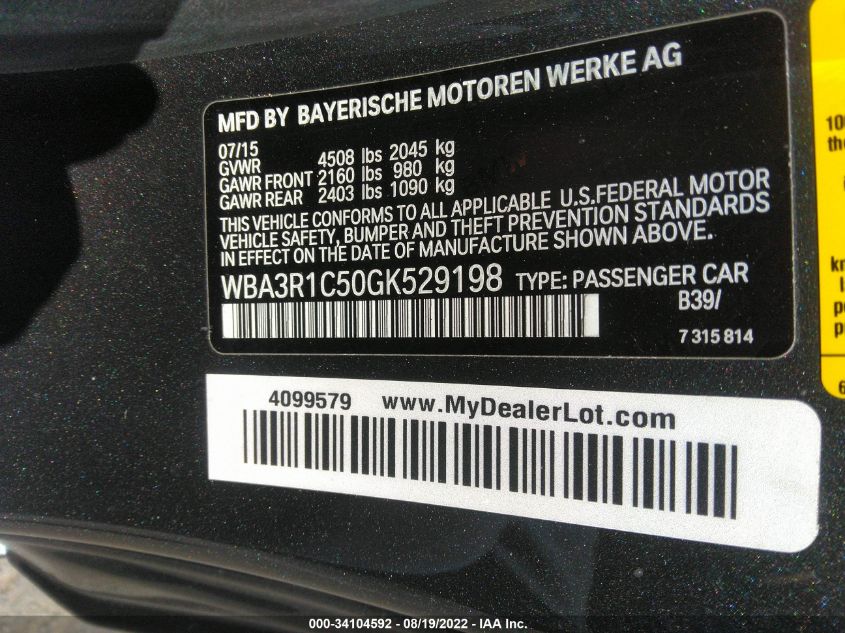 MFD BY BAYERISCHE MOTOREN WERKE AG
07/15
GVWR 4508 lbs 2045 kg
GAWR FRONT 2160 lbs 980 kg
GAWR REAR 2403 lbs 1090 kg
THIS VEHICLE CONFORMS TO ALL APPLICABLE U.S.FEDERAL MOTOR
VEHICLE SAFETY, BUMPER AND THEFT PREVENTION STANDARDS
IN EFFECT ON THE DATE OF MANUFACTURE SHOWN ABOVE.
WBA3R1C50GK529198 TYPE: PASSENGER CAR
B39/
7 315 814
4099579 www.MyDealerLot.com
000-34104592 - 08/19/2022 - IAA Inc.